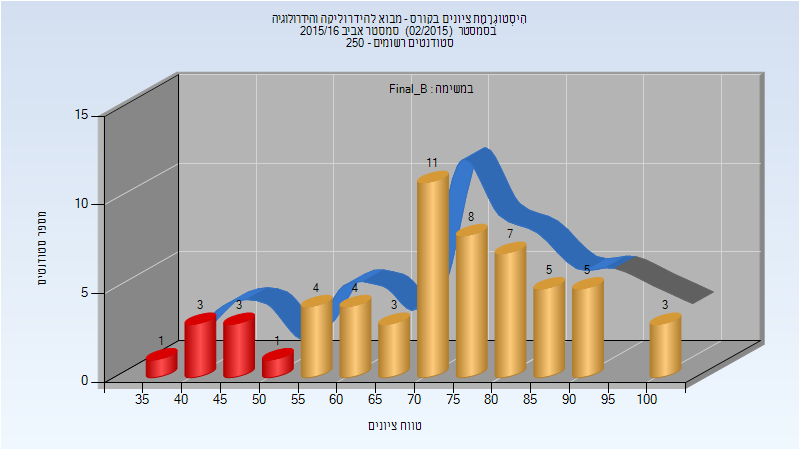 הִיסְטוֹגְרָמַת ציונים בקורס - מבוא להידרוליקה והידרולוגיה
בסמסטר (02/2015) סמסטר אביב 2015/16
סטודנטים רשומים - 250
במשימה : Final_B
מספר סטודנטים
15
10
5
0
1
3
3
1
4
4
3
11
8
7
5
5
3
35 40 45 50 55 60 65 70 75 80 85 90 95 100
טווח ציונים